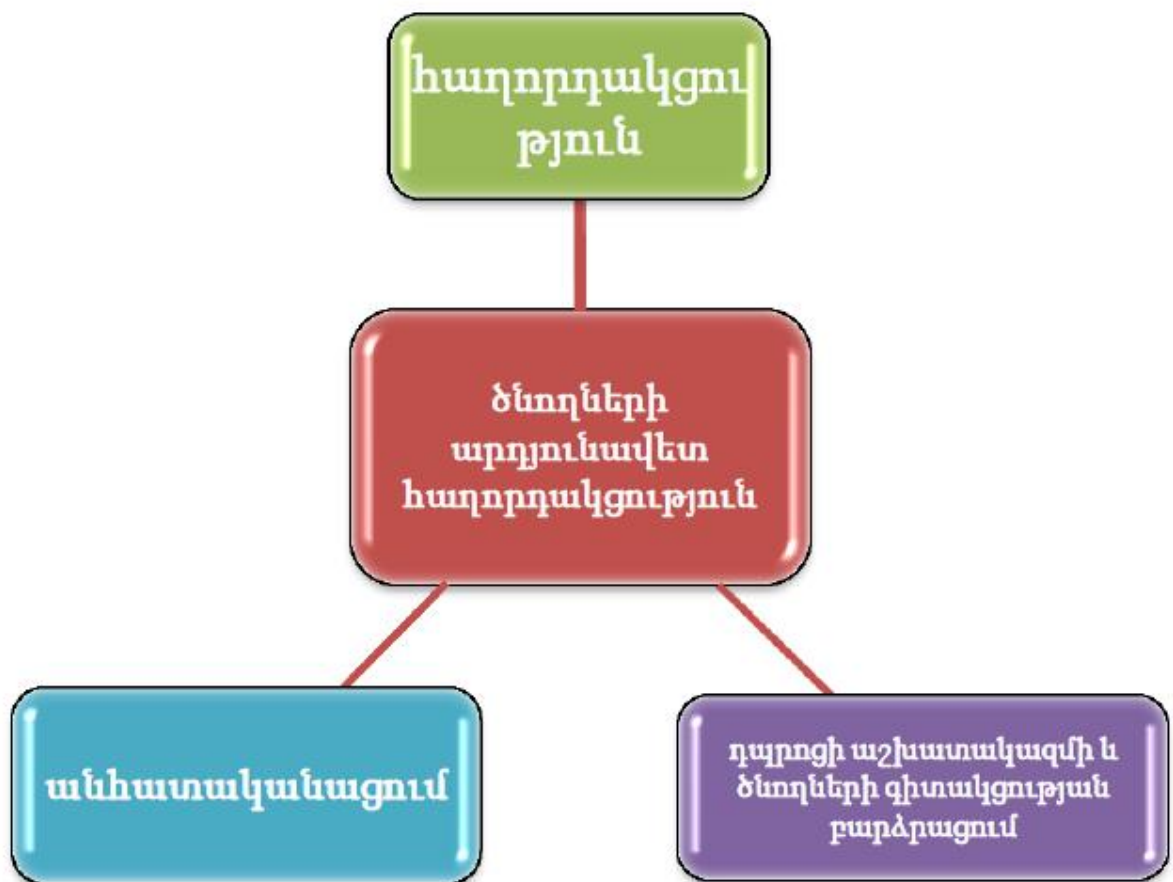 հաղորդակցու
թյուն
ծնողների
արդյունավետ
հաղորդակցություն
անհատականացում
դպրոցի աշխատակազմի և
ծնողների գիտակցության
բարձրացում